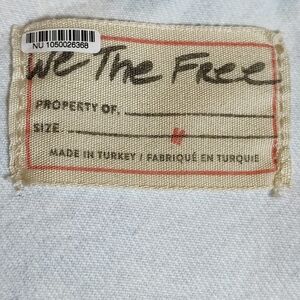 NU 1050026368
We The Free
PROPERTY OF.
SIZE M
MADE IN TURKEY / FABRIQUÉ EN TURQUIE